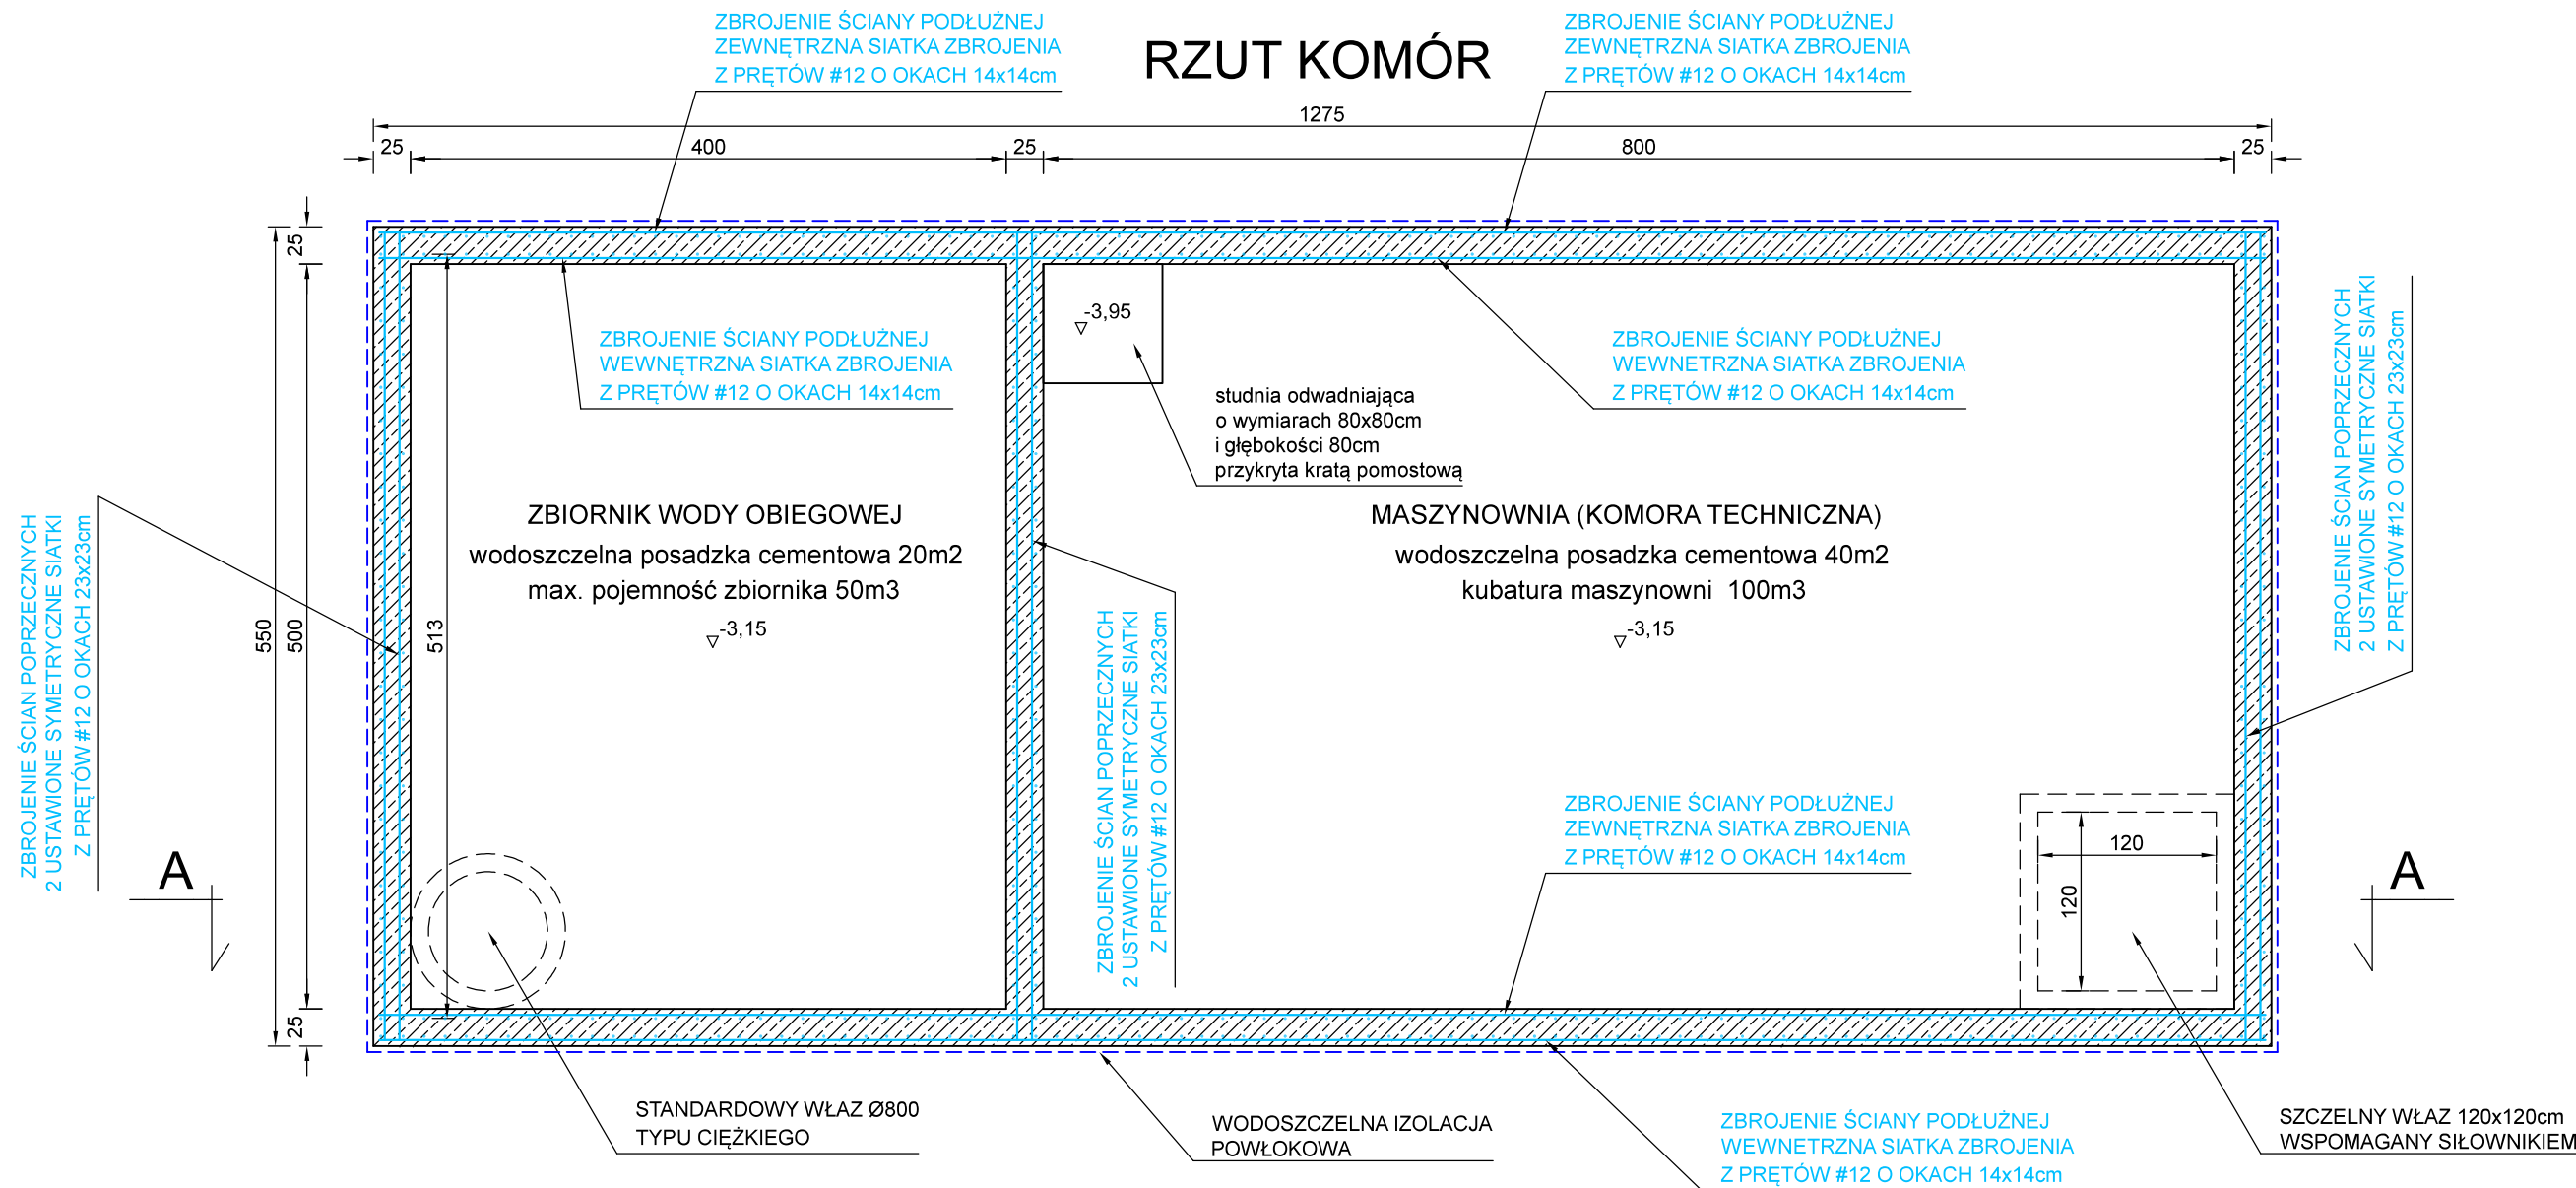 ZBROJENIE ŚCIANY PODŁUŻNEJ
ZEWNĘTRZNA SIATKA ZBROJENIA
Z PRĘTÓW #12 O OKACH 14x14cm
RZUT KOMÓR
ZBROJENIE ŚCIANY PODŁUŻNEJ
ZEWNĘTRZNA SIATKA ZBROJENIA
Z PRĘTÓW #12 O OKACH 14x14cm
1275
25
400
25
800
25
25
550
500
25
513
ZBROJENIE ŚCIANY PODŁUŻNEJ
WEWNĘTRZNA SIATKA ZBROJENIA
Z PRĘTÓW #12 O OKACH 14x14cm
-3,95
studnia odwadniająca
o wymiarach 80x80cm
i głębokości 80cm
przykryta kratą pomostową
ZBROJENIE ŚCIANY PODŁUŻNEJ
WEWNETRZNA SIATKA ZBROJENIA
Z PRĘTÓW #12 O OKACH 14x14cm
ZBROJENIE ŚCIAN POPRZECZNYCH
2 USTAWIONE SYMETRYCZNE SIATKI
Z PRĘTÓW #12 O OKACH 23x23cm
ZBROJENIE ŚCIAN POPRZECZNYCH
2 USTAWIONE SYMETRYCZNE SIATKI
Z PRĘTÓW #12 O OKACH 23x23cm
ZBIORNIK WODY OBIEGOWEJ
wodoszczelna posadzka cementowa 20m2
max. pojemność zbiornika 50m3
-3,15
MASZYNOWNIA (KOMORA TECHNICZNA)
wodoszczelna posadzka cementowa 40m2
kubatura maszynowni 100m3
-3,15
ZBROJENIE ŚCIAN POPRZECZNYCH
2 USTAWIONE SYMETRYCZNE SIATKI
Z PRĘTÓW #12 O OKACH 23x23cm
ZBROJENIE ŚCIANY PODŁUŻNEJ
ZEWNĘTRZNA SIATKA ZBROJENIA
Z PRĘTÓW #12 O OKACH 14x14cm
120
120
A
A
STANDARDOWY WŁAZ Ø800
TYPU CIĘŻKIEGO
WODOSZCZELNA IZOLACJA
POWŁOKOWA
ZBROJENIE ŚCIANY PODŁUŻNEJ
WEWNETRZNA SIATKA ZBROJENIA
Z PRĘTÓW #12 O OKACH 14x14cm
SZCZELNY WŁAZ 120x120cm
WSPOMAGANY SIŁOWNIKIEM